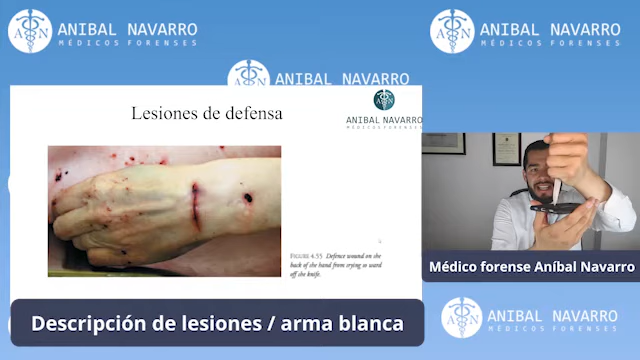 ANIBAL NAVARRO
MÉDICOS FORENSES
ANIBAL NAVARRO
MÉDICOS FORENSES
ANIBAL NAVARRO
Lesiones de defensa
ANIBAL NAVARRO
MÉDICOS FORENSES
FIGURE 4.55 Defence wound on the
back of the hand from trying to ward
off the knife.
Médico forense Aníbal Navarro
Descripción de lesiones / arma blanca
ANIBAL NAVARRO
MÉDICOS FORENSES